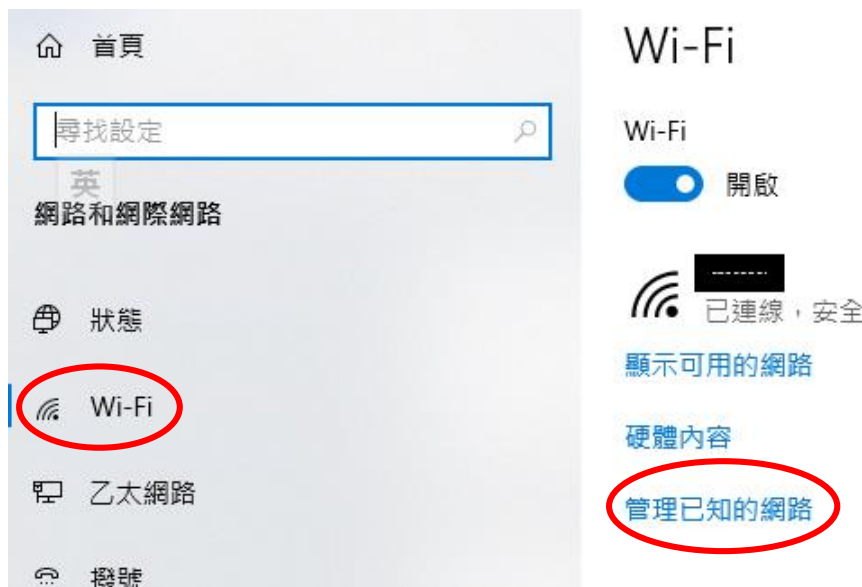 首頁
尋找設定
英
網路和網際網路
狀態
Wi-Fi
乙太網路
撥號
Wi-Fi
Wi-Fi
開啟
已連線，安全
顯示可用的網路
硬體內容
管理已知的網路